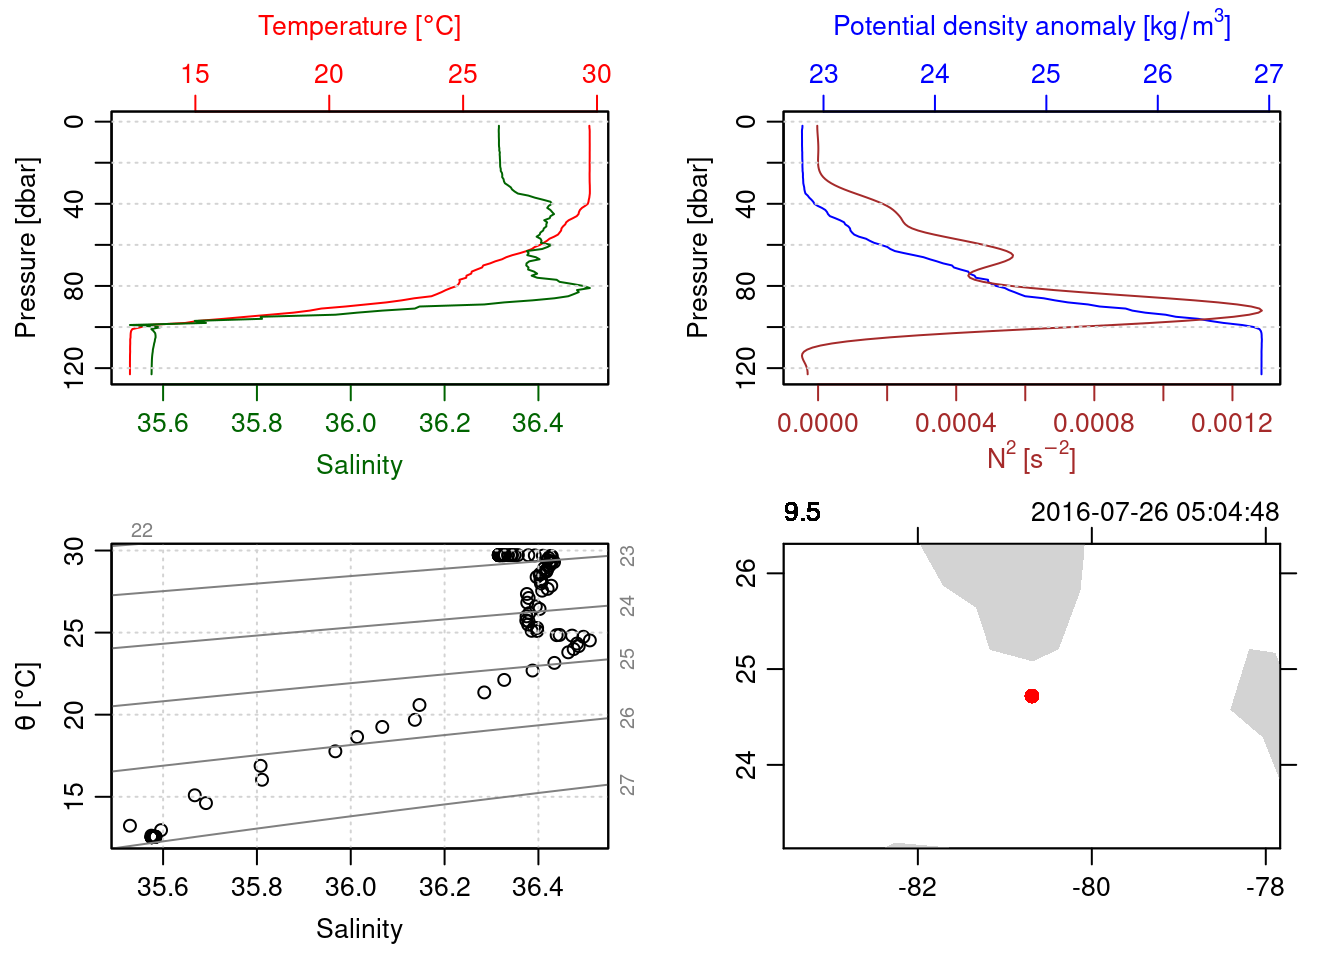 Temperature [°C]
15 20 25 30
0
40
80
120
Pressure [dbar]
35.6 35.8 36.0 36.2 36.4
Salinity
Potential density anomaly [kg/m³]
23 24 25 26 27
0
40
80
120
Pressure [dbar]
0.0000 0.0004 0.0008 0.0012
N² [s⁻²]
22
30
25
20
15
θ [°C]
23
24
25
26
27
35.6 35.8 36.0 36.2 36.4
Salinity
9.5 2016-07-26 05:04:48
26
25
24
-82 -80 -78